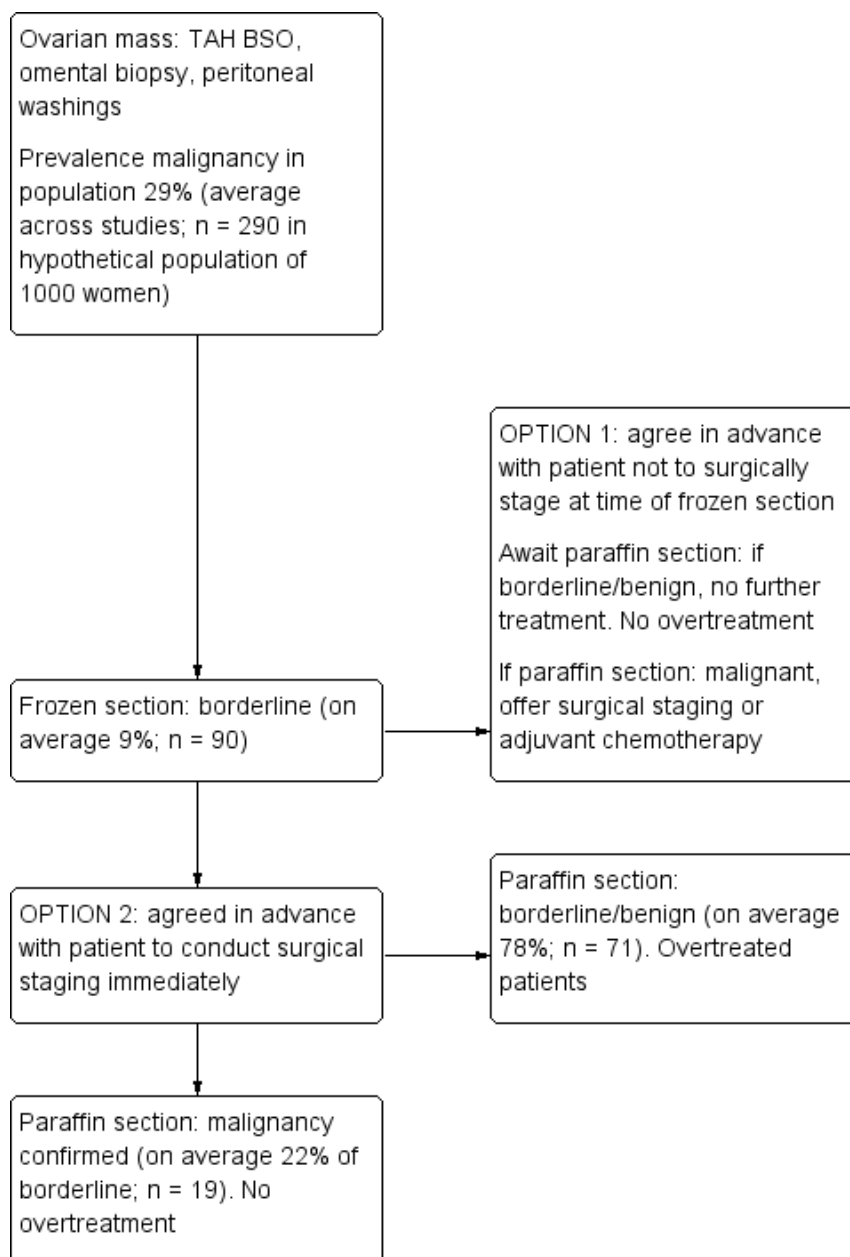 Ovarian mass: TAH BSO,
omental biopsy, peritoneal
washings
Prevalence malignancy in
population 29% (average
across studies; n = 290 in
hypothetical population of
1000 women)
OPTION 1: agree in advance
with patient not to surgically
stage at time of frozen section
Await paraffin section: if
borderline/benign, no further
treatment. No overtreatment
If paraffin section: malignant,
offer surgical staging or
adjuvant chemotherapy
Frozen section: borderline (on
average 9%; n = 90)
OPTION 2: agreed in advance
with patient to conduct surgical
staging immediately
Paraffin section:
borderline/benign (on average
78%; n = 71). Overtreated
patients
Paraffin section: malignancy
confirmed (on average 22% of
borderline; n = 19). No
overtreatment